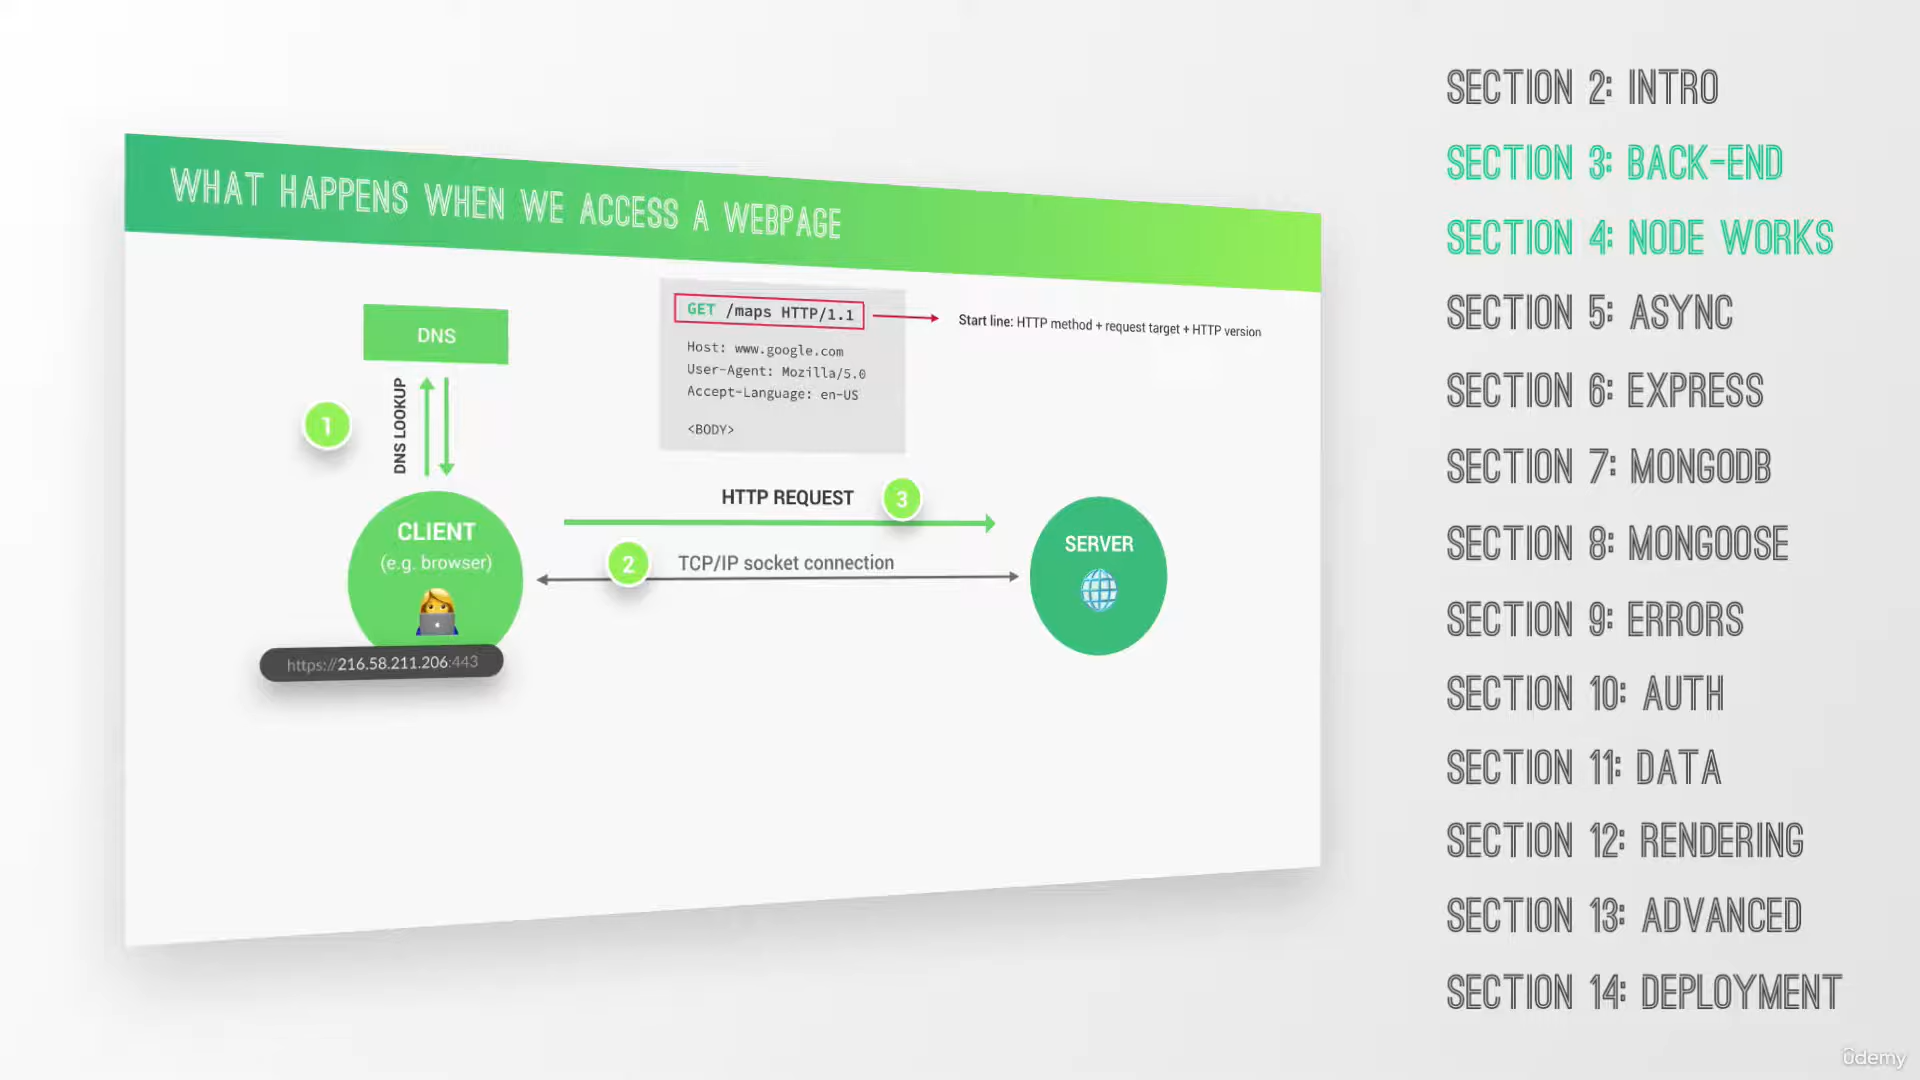 WHAT HAPPENS WHEN WE ACCESS A WEBPAGE
DNS
GET /maps HTTP/1.1
Start line: HTTP method + request target + HTTP version
Host: www.google.com
User-Agent: Mozilla/5.0
Accept-Language: en-US
<BODY>
1
DNS LOOKUP
HTTP REQUEST
3
CLIENT
(e.g. browser)
2
TCP/IP socket connection
SERVER
https://216.58.211.206:443
SECTION 2: INTRO
SECTION 3: BACK-END
SECTION 4: NODE WORKS
SECTION 5: ASYNC
SECTION 6: EXPRESS
SECTION 7: MONGODB
SECTION 8: MONGOOSE
SECTION 9: ERRORS
SECTION 10: AUTH
SECTION 11: DATA
SECTION 12: RENDERING
SECTION 13: ADVANCED
SECTION 14: DEPLOYMENT
ûdemy